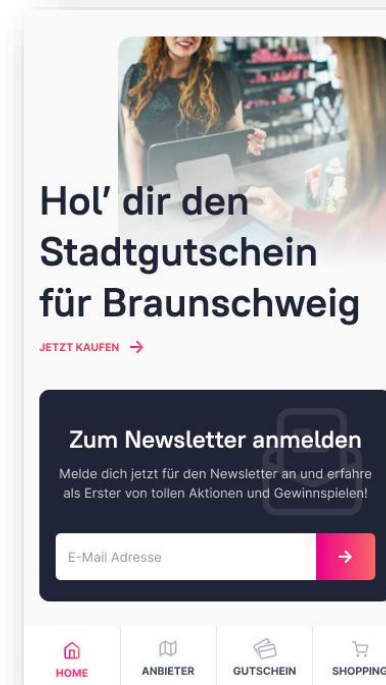 Hol’ dir den
Stadtgutschein
für Braunschweig
JETZT KAUFEN →
Zum Newsletter anmelden
Melde dich jetzt für den Newsletter an und erfahre
als Erster von tollen Aktionen und Gewinnspielen!
E-Mail Adresse
→
HOME
ANBIETER
GUTSCHEIN
SHOPPING